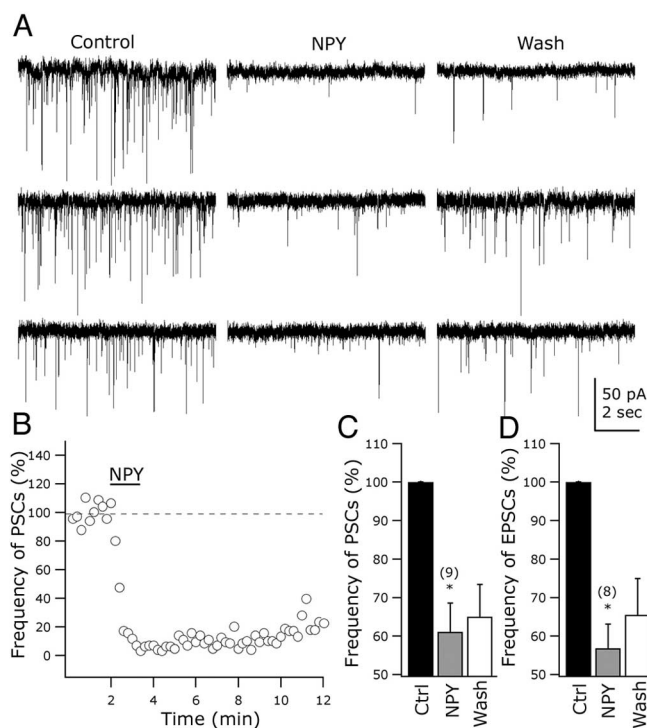 A
Control NPY Wash
50 pA
2 sec
B
Frequency of PSCs (%)
140
120
100
80
60
40
20
0
NPY
2 4 6 8 10 12
Time (min)
C
Frequency of PSCs (%)
110
100
90
80
70
60
50
(9)
*
Ctrl NPY Wash
D
Frequency of EPSCs (%)
110
100
90
80
70
60
50
(8)
*
Ctrl NPY Wash